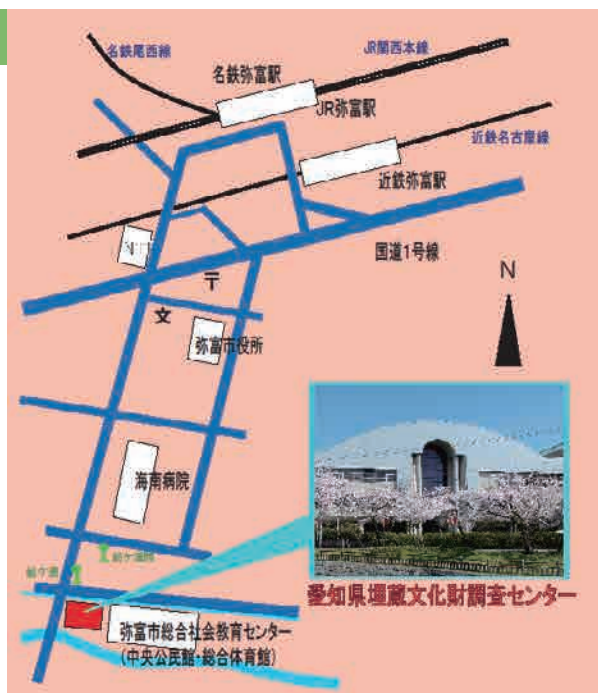 名鉄尾西線
JR関西本線
名鉄弥富駅
JR弥富駅
近鉄名古屋線
近鉄弥富駅
国道1号線
N
〒
文
弥富市役所
海南病院
愛知県埋蔵文化財調査センター
弥富市総合社会教育センター
(中央公民館・総合体育館)